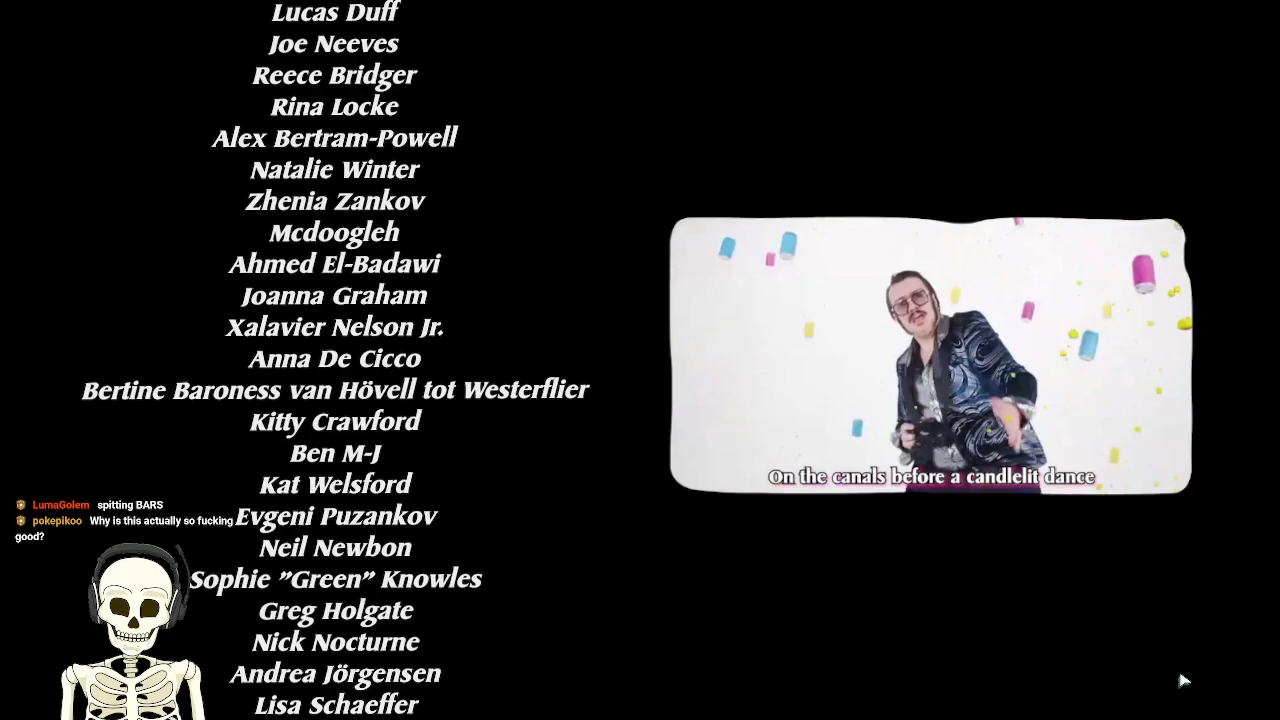 Lucas Duff
Joe Neeves
Reece Bridger
Rina Locke
Alex Bertram-Powell
Natalie Winter
Zhenia Zankov
Mcdoogleh
Ahmed El-Badawi
Joanna Graham
Xalavier Nelson Jr.
Anna De Cicco
Bertine Baroness van Hövell tot Westerflier
Kitty Crawford
Ben M-J
Kat Welsford
Evgeni Puzankov
Neil Newbon
Sophie "Green" Knowles
Greg Holgate
Nick Nocturne
Andrea Jörgensen
Lisa Schaeffer
On the canals before a candlelit dance
LumaGolem spitting BARS
pokepikoo Why is this actually so fucking
good?